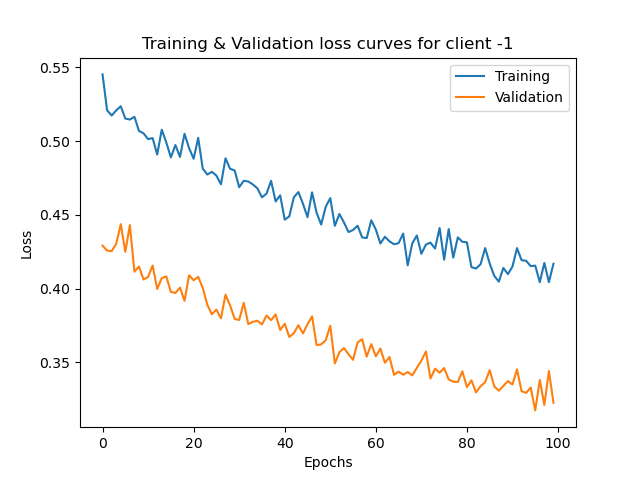 Training & Validation loss curves for client -1
Training
Validation
0.55
0.50
0.45
0.40
0.35
Loss
0
20
40
60
80
100
Epochs